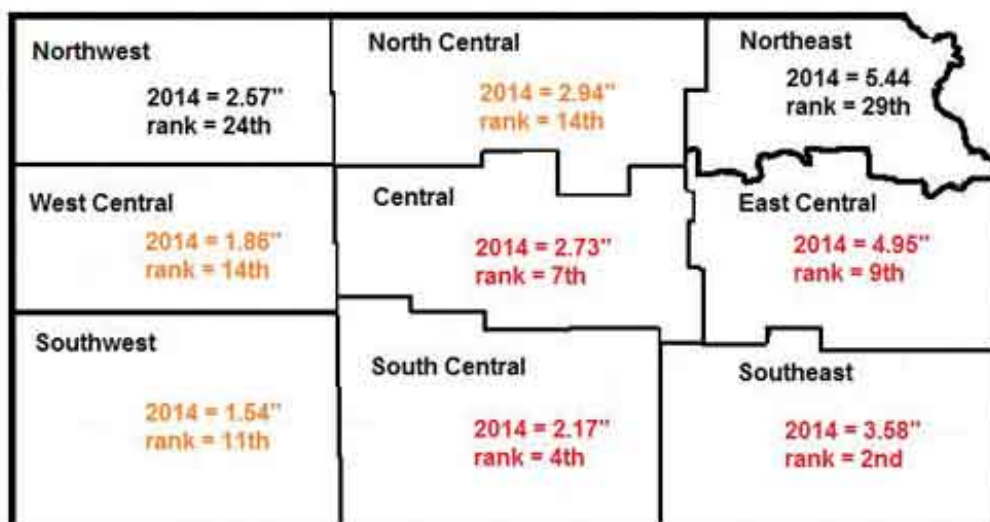 Northwest
2014 = 2.57"
rank = 24th
North Central
2014 = 2.94"
rank = 14th
Northeast
2014 = 5.44
rank = 29th
West Central
2014 = 1.86"
rank = 14th
Central
2014 = 2.73"
rank = 7th
East Central
2014 = 4.95"
rank = 9th
Southwest
2014 = 1.54"
rank = 11th
South Central
2014 = 2.17"
rank = 4th
Southeast
2014 = 3.58"
rank = 2nd